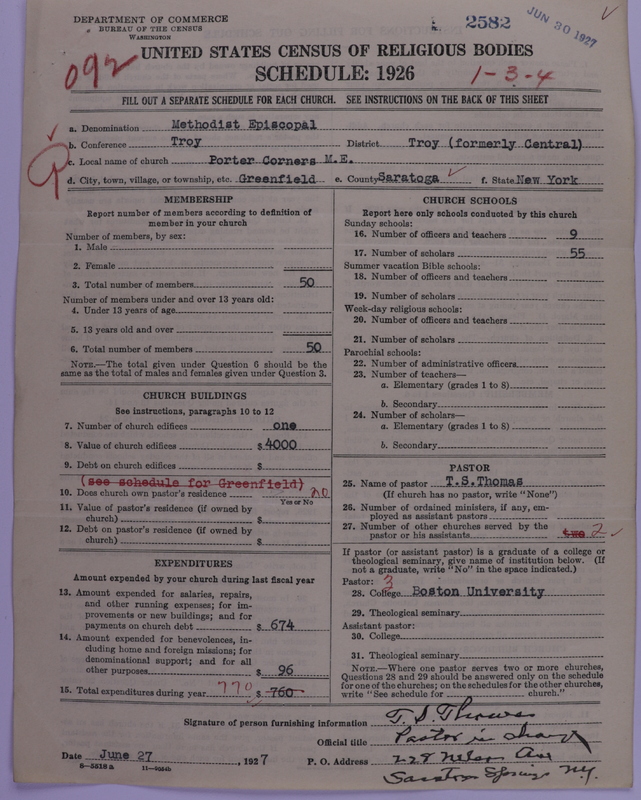 DEPARTMENT OF COMMERCE
BUREAU OF THE CENSUS
WASHINGTON
2582
JUN 30 1927
UNITED STATES CENSUS OF RELIGIOUS BODIES
092
SCHEDULE: 1926
1-3-4
FILL OUT A SEPARATE SCHEDULE FOR EACH CHURCH. SEE INSTRUCTIONS ON THE BACK OF THIS SHEET
a. Denomination Methodist Episcopal
b. Conference Troy District Troy (formerly Central)
c. Local name of church Porter Corners M.E.
d. City, town, village, or township, etc. Greenfield e. County Saratoga f. State New York
MEMBERSHIP
Report number of members according to definition of
member in your church
Number of members, by sex:
1. Male
2. Female
3. Total number of members 50
Number of members under and over 13 years old:
4. Under 13 years of age
5. 13 years old and over
6. Total number of members 50
NOTE.—The total given under Question 6 should be the
same as the total of males and females given under Question 3.
CHURCH BUILDINGS
See instructions, paragraphs 10 to 12
7. Number of church edifices one
8. Value of church edifices $4000
9. Debt on church edifices $
(see schedule for Greenfield)
10. Does church own pastor's residence no
Yes or No
11. Value of pastor's residence (if owned by
church) $
12. Debt on pastor's residence (if owned by
church) $
EXPENDITURES
Amount expended by your church during last fiscal year
13. Amount expended for salaries, repairs,
and other running expenses; for im-
provements or new buildings; and for
payments on church debt $ 674
14. Amount expended for benevolences, in-
cluding home and foreign missions; for
denominational support; and for all
other purposes $ 96
15. Total expenditures during year 770 $ 760
CHURCH SCHOOLS
Report here only schools conducted by this church
Sunday schools:
16. Number of officers and teachers 9
17. Number of scholars 55
Summer vacation Bible schools:
18. Number of officers and teachers
19. Number of scholars
Week-day religious schools:
20. Number of officers and teachers
21. Number of scholars
Parochial schools:
22. Number of administrative officers
23. Number of teachers—
a. Elementary (grades 1 to 8)
b. Secondary
24. Number of scholars—
a. Elementary (grades 1 to 8)
b. Secondary
PASTOR
25. Name of pastor T.S.Thomas
(If church has no pastor, write "None")
26. Number of ordained ministers, if any, em-
ployed as assistant pastors
27. Number of other churches served by the
pastor or his assistants two 2
If pastor (or assistant pastor) is a graduate of a college or
theological seminary, give name of institution below. (If
not a graduate, write "No" in the space indicated.)
Pastor: 3
28. College Boston University
29. Theological seminary
Assistant pastor:
30. College
31. Theological seminary
NOTE.—Where one pastor serves two or more churches,
Questions 28 and 29 should be answered only on the schedule
for one of the churches; on the schedules for the other churches,
write "See schedule for church."
Signature of person furnishing information T. S. Thomas
Official title Pastor in charge
Date June 27, 1927 P. O. Address 228 Nelson Ave
Saratoga Springs N.Y.
8-5518a 11-9034b